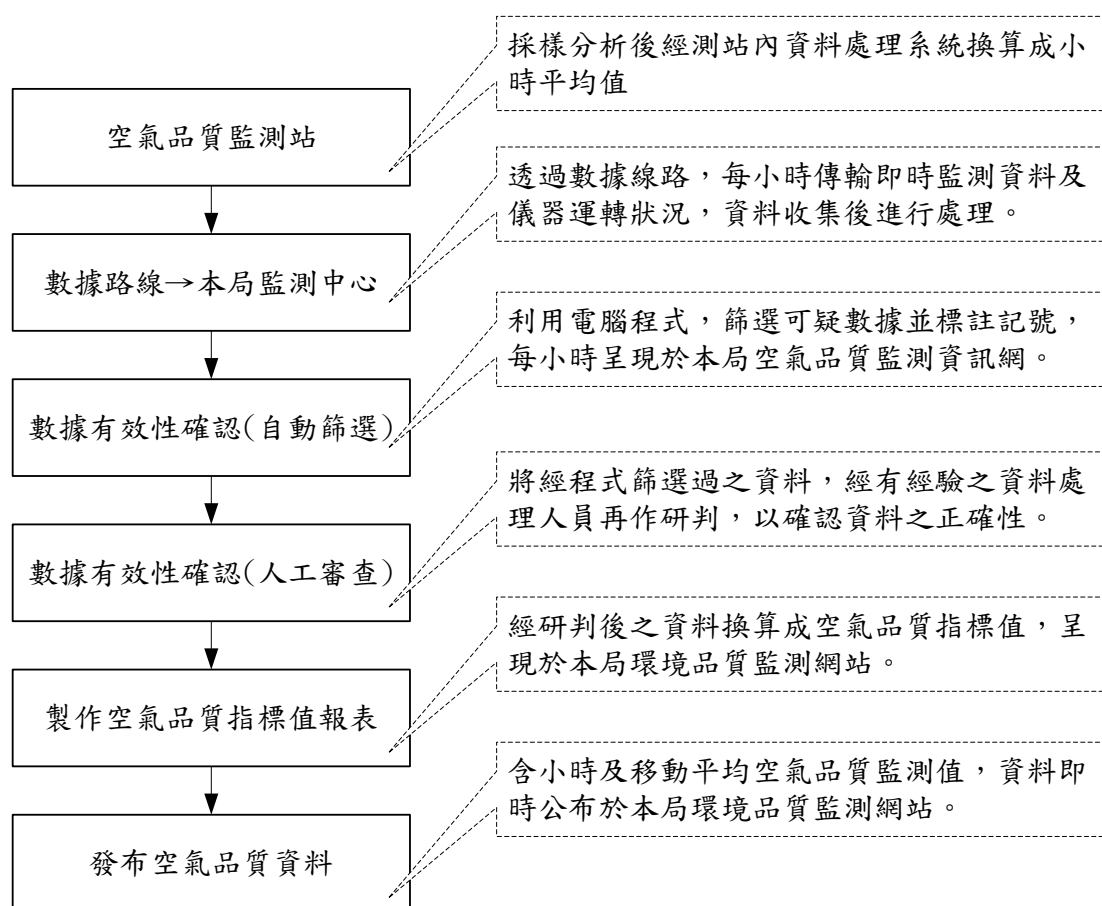 採樣分析後經測站內資料處理系統換算成小
時平均值
空氣品質監測站
透過數據線路，每小時傳輸即時監測資料及
儀器運轉狀況，資料收集後進行處理。
數據路線→本局監測中心
利用電腦程式，篩選可疑數據並標註記號，
每小時呈現於本局空氣品質監測資訊網。
數據有效性確認(自動篩選)
將經程式篩選過之資料，經有經驗之資料處
理人員再作研判，以確認資料之正確性。
數據有效性確認(人工審查)
經研判後之資料換算成空氣品質指標值，呈
現於本局環境品質監測網站。
製作空氣品質指標值報表
含小時及移動平均空氣品質監測值，資料即
時公布於本局環境品質監測網站。
發布空氣品質資料